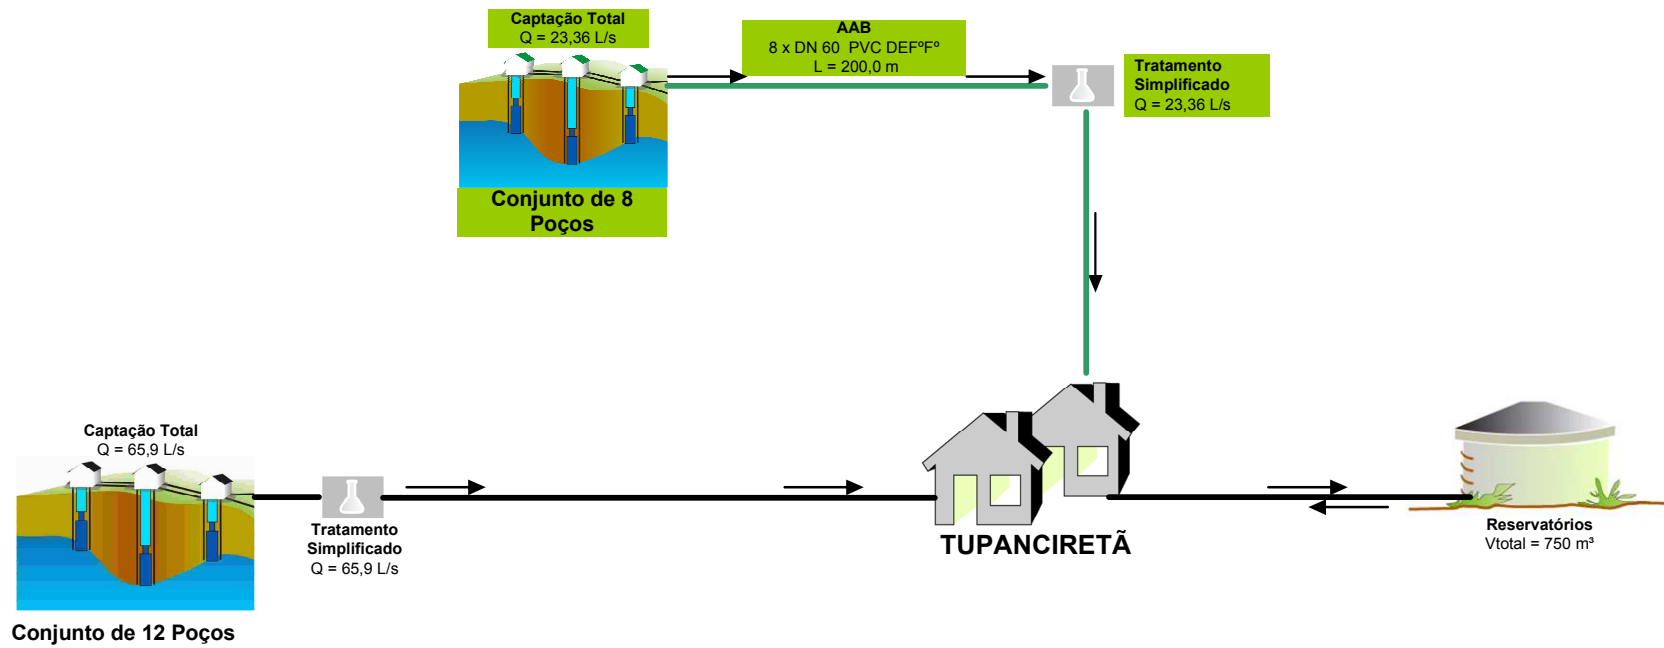 Captação Total
Q = 23,36 L/s
AAB
8 x DN 60 PVC DEFºFº
L = 200,0 m
Tratamento
Simplificado
Q = 23,36 L/s
Conjunto de 8
Poços
Captação Total
Q = 65,9 L/s
Tratamento
Simplificado
Q = 65,9 L/s
Conjunto de 12 Poços
TUPANCIRETÃ
Reservatórios
Vtotal = 750 m³